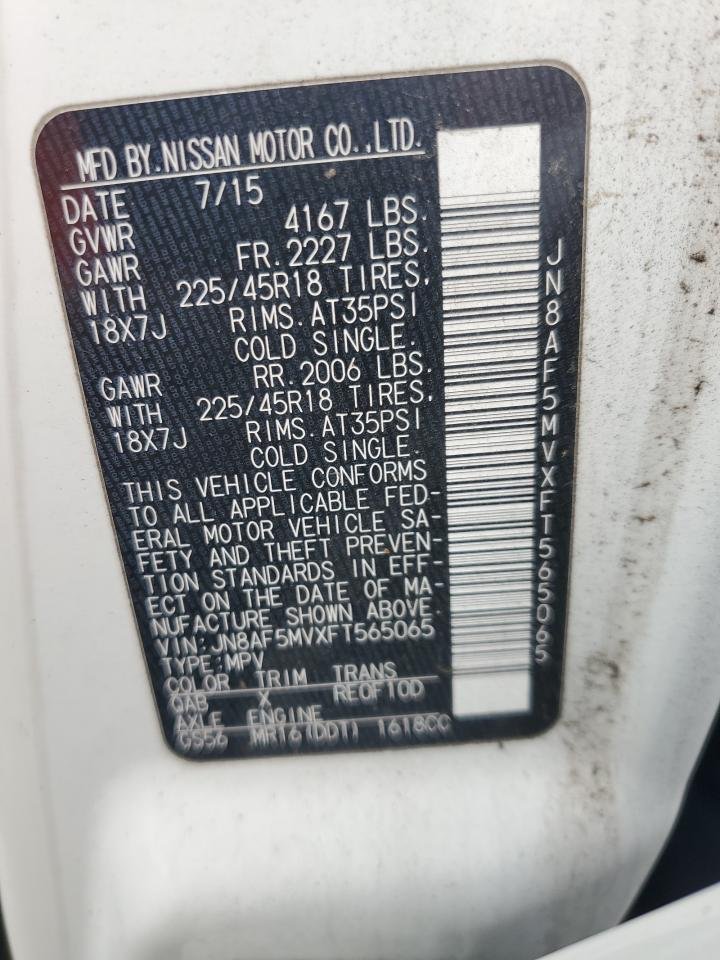 MFD BY.NISSAN MOTOR CO.,LTD.
DATE 7/15
GVWR 4167 LBS.
GAWR FR.2227 LBS.
WITH 225/45R18 TIRES,
18X7J RIMS.AT35PSI
COLD SINGLE.
GAWR RR.2006 LBS.
WITH 225/45R18 TIRES,
18X7J RIMS.AT35PSI
COLD SINGLE.
THIS VEHICLE CONFORMS
TO ALL APPLICABLE FED-
ERAL MOTOR VEHICLE SA-
FETY AND THEFT PREVEN-
TION STANDARDS IN EFF-
ECT ON THE DATE OF MA-
NUFACTURE SHOWN ABOVE.
VIN:JN8AF5MVXFT565065
TYPE:MPV
COLOR TRIM TRANS
QAB X RE0F10D
AXLE ENGINE
GS56 MR16(DDT) 1618CC
JN8AF5MVXFT565065